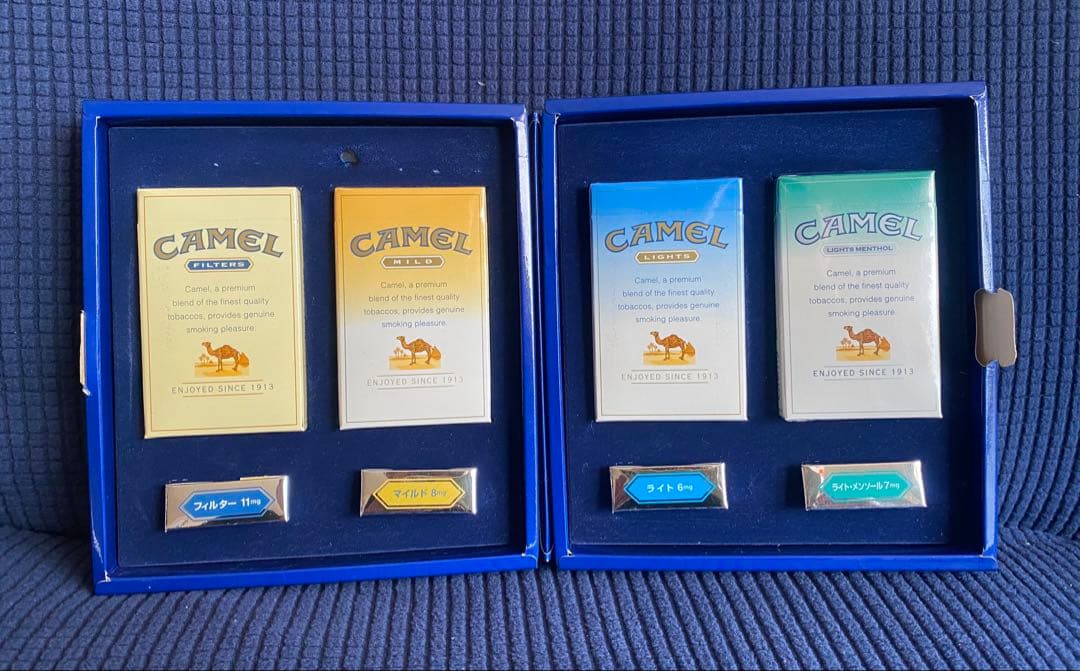 CAMEL
FILTERS
Camel, a premium
blend of the finest quality
tobaccos, provides genuine
smoking pleasure.
ENJOYED SINCE 1913
フィルター 11mg
CAMEL
MILD
Camel, a premium
blend of the finest quality
tobaccos, provides genuine
smoking pleasure.
ENJOYED SINCE 1913
マイルド 8mg
CAMEL
LIGHTS
Camel, a premium
blend of the finest quality
tobaccos, provides genuine
smoking pleasure.
ENJOYED SINCE 1913
ライト 6mg
CAMEL
LIGHTS MENTHOL
Camel, a premium
blend of the finest quality
tobaccos, provides genuine
smoking pleasure.
ENJOYED SINCE 1913
ライト・メンソール 7mg